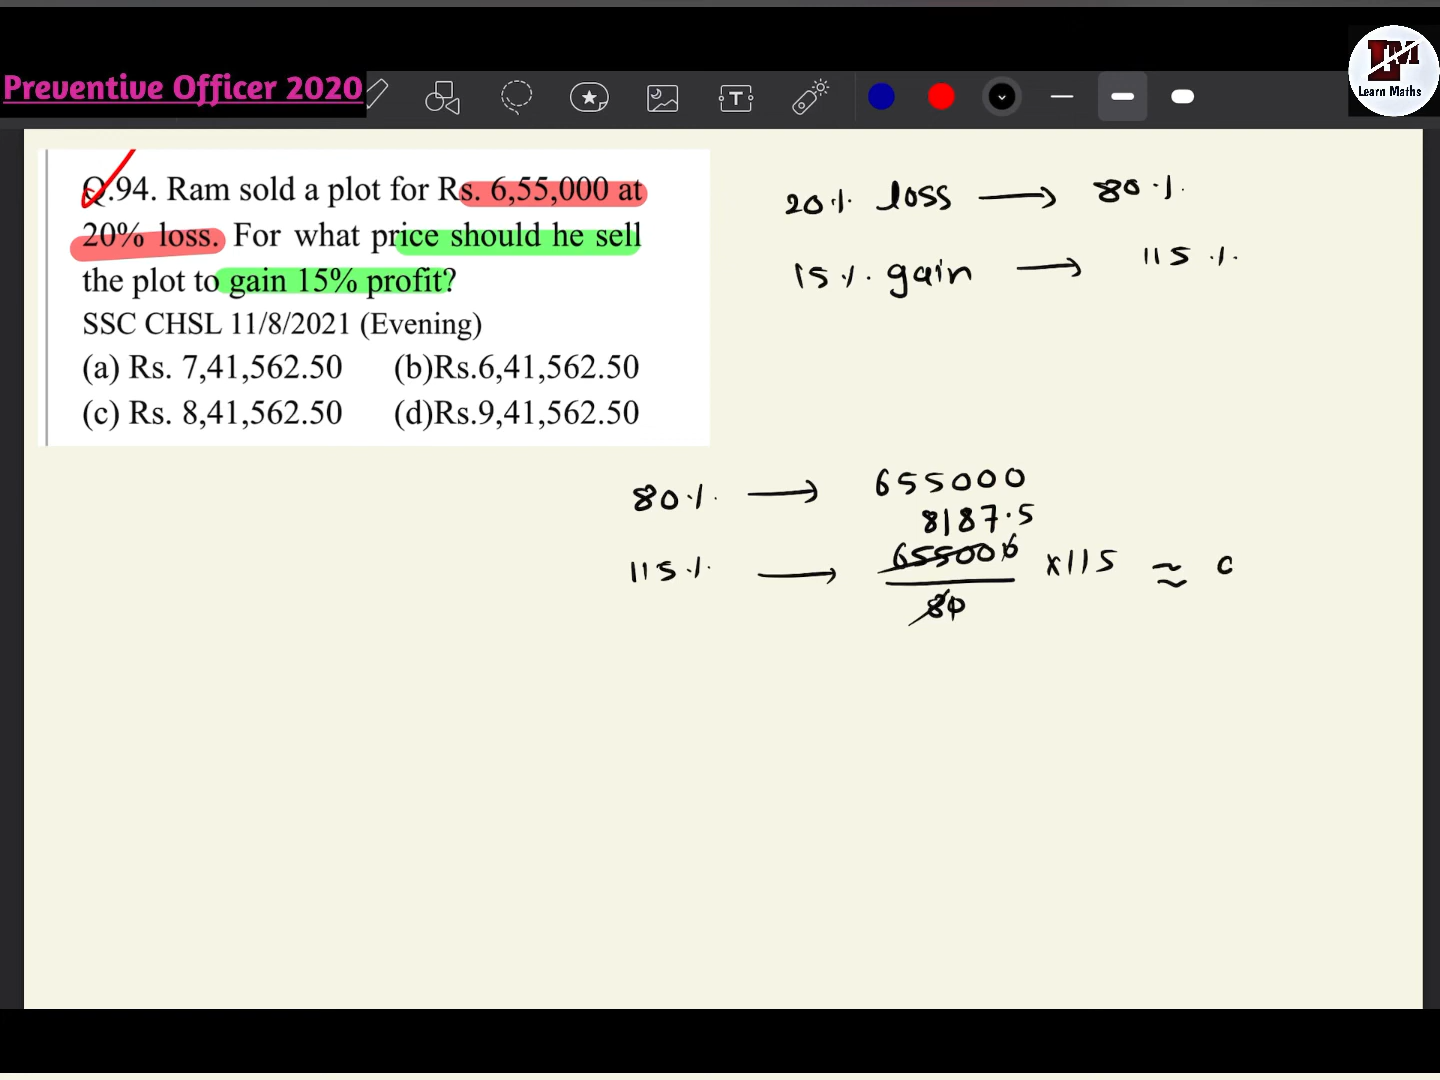 Preventive Officer 2020
T
LM
Learn Maths
Q.94. Ram sold a plot for Rs. 6,55,000 at
20% loss. For what price should he sell
the plot to gain 15% profit?
SSC CHSL 11/8/2021 (Evening)
(a) Rs. 7,41,562.50 (b)Rs.6,41,562.50
(c) Rs. 8,41,562.50 (d)Rs.9,41,562.50
20% loss → 80%
15% gain → 115%
80% → 655000
8187.5
115% → 655000 x115 ≈ c
80